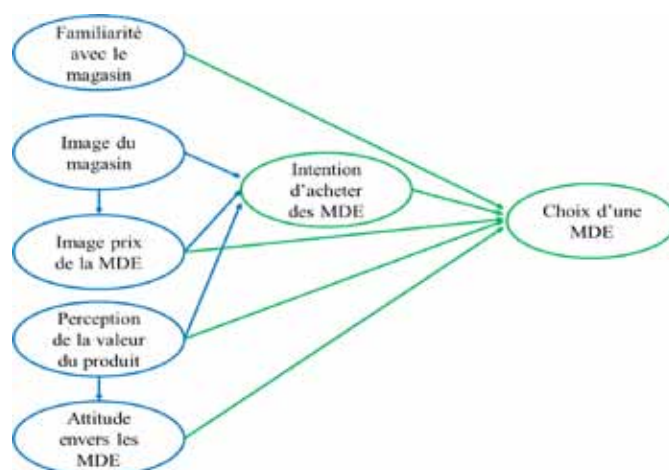 Familiarité
avec le
magasin
Image du
magasin
Intention
d'acheter
des MDE
Choix d'une
MDE
Image prix
de la MDE
Perception
de la valeur
du produit
Attitude
envers les
MDE